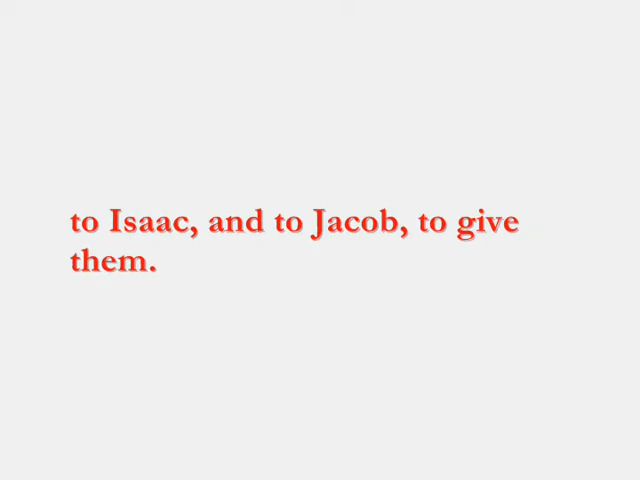 to Isaac, and to Jacob, to give
them.